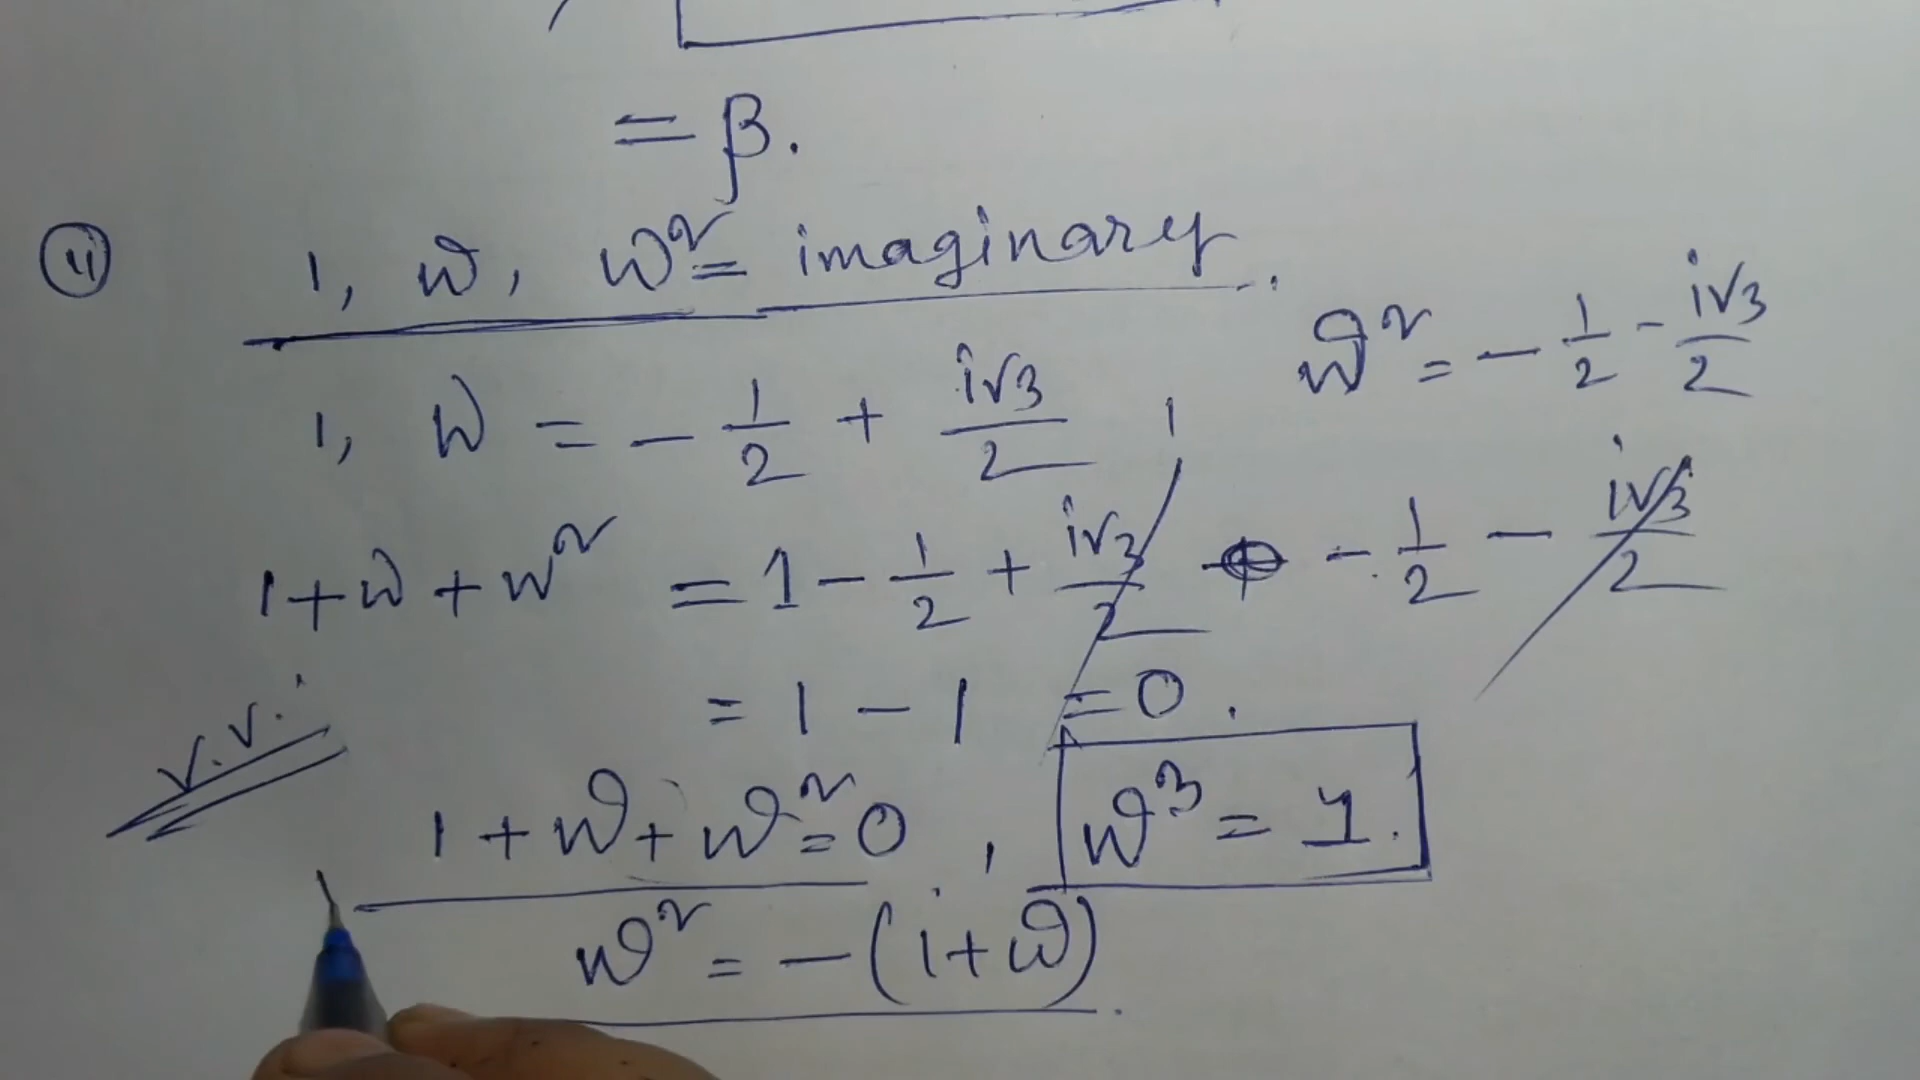 = β.
(ii) 1, ω, ω² = imaginary.
1, ω = -1/2 + i√3/2, ω² = -1/2 - i√3/2
1+ω+ω² = 1 - 1/2 + i√3/2 - 1/2 - i√3/2
= 1 - 1 = 0.
V.V.
1+ω+ω²=0, ω³ = 1.
ω² = -(1+ω).